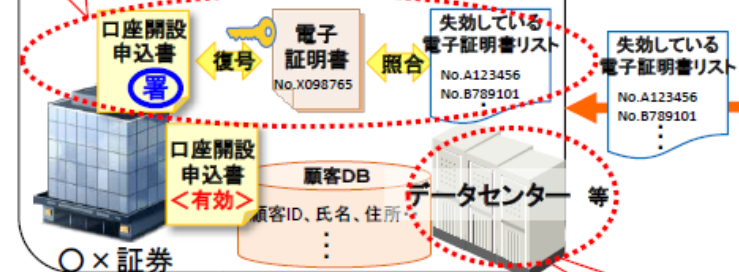 口座開設
申込書
署
復号
電子
証明書
No.X098765
照合
失効している
電子証明書リスト
No.A123456
No.B789101
:
失効している
電子証明書リスト
No.A123456
No.B789101
:
口座開設
申込書
＜有効＞
顧客DB
顧客ID、氏名、住所・
:
データセンター 等
〇×証券